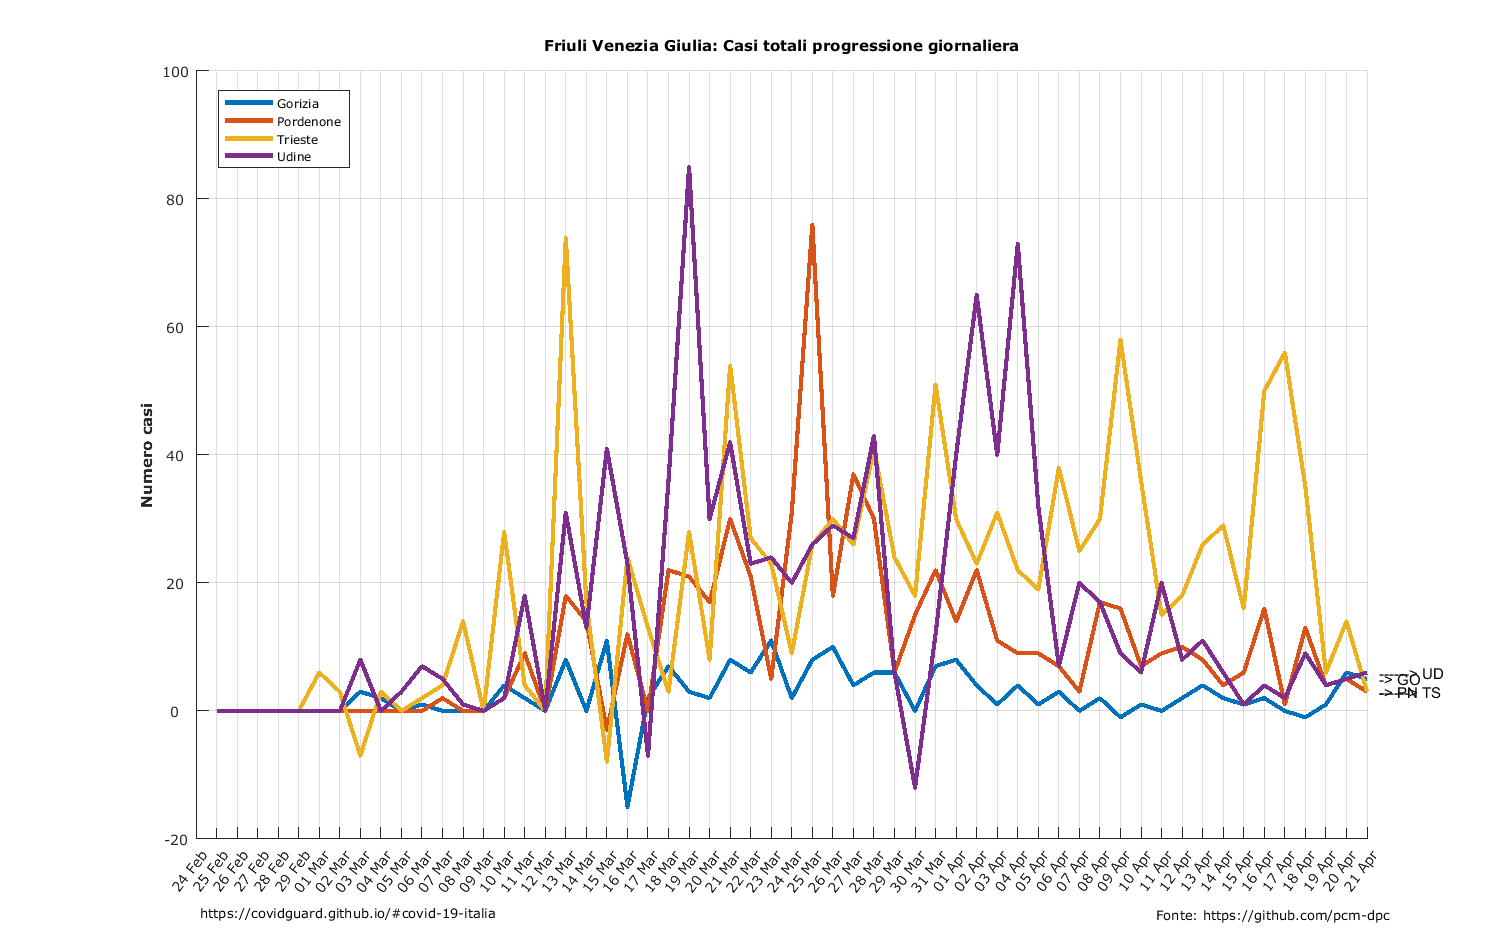 Friuli Venezia Giulia: Casi totali progressione giornaliera
Numero casi
100
80
60
40
20
0
-20
Gorizia
Pordenone
Trieste
Udine
----> UD
-> GO
-> PN
----> TS
24 Feb
25 Feb
26 Feb
27 Feb
28 Feb
29 Feb
01 Mar
02 Mar
03 Mar
04 Mar
05 Mar
06 Mar
07 Mar
08 Mar
09 Mar
10 Mar
11 Mar
12 Mar
13 Mar
14 Mar
15 Mar
16 Mar
17 Mar
18 Mar
19 Mar
21 Mar
22 Mar
23 Mar
24 Mar
25 Mar
26 Mar
27 Mar
28 Mar
29 Mar
30 Mar
31 Mar
01 Apr
02 Apr
03 Apr
04 Apr
05 Apr
06 Apr
07 Apr
08 Apr
09 Apr
10 Apr
11 Apr
12 Apr
13 Apr
14 Apr
15 Apr
16 Apr
17 Apr
18 Apr
19 Apr
20 Apr
21 Apr
https://covidguard.github.io/#covid-19-italia
Fonte: https://github.com/pcm-dpc